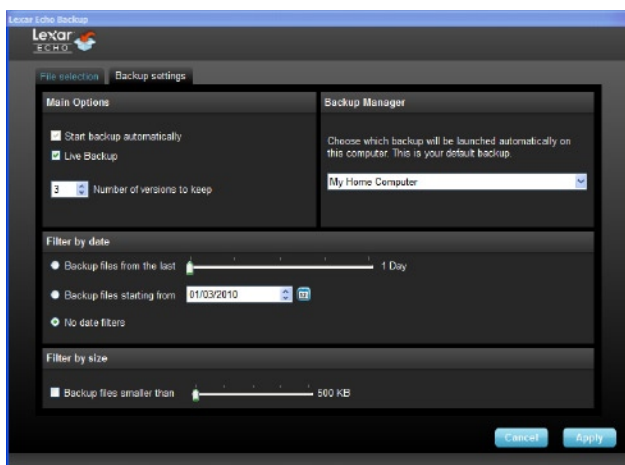 Lexar Echo Backup
Lexar
ECHO
File selection
Backup settings
Main Options
Start backup automatically
Live Backup
3
Number of versions to keep
Backup Manager
Choose which backup will be launched automatically on
this computer. This is your default backup.
My Home Computer
Filter by date
Backup files from the last
1 Day
Backup files starting from
01/03/2010
No date filters
Filter by size
Backup files smaller than
500 KB
Cancel
Apply